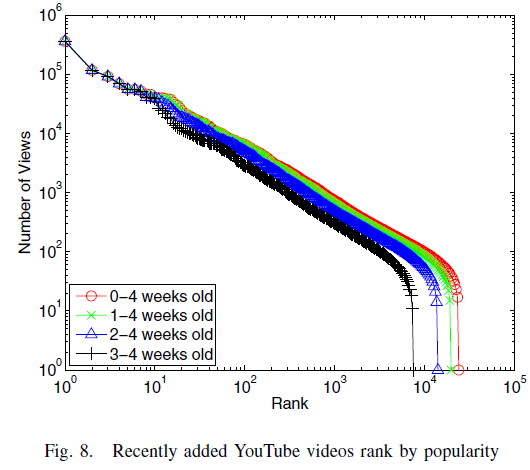 10^6
10^5
10^4
10^3
10^2
10^1
10^0
Number of Views
0-4 weeks old
1-4 weeks old
2-4 weeks old
3-4 weeks old
10^0 10^1 10^2 10^3 10^4 10^5
Rank
Fig. 8. Recently added YouTube videos rank by popularity